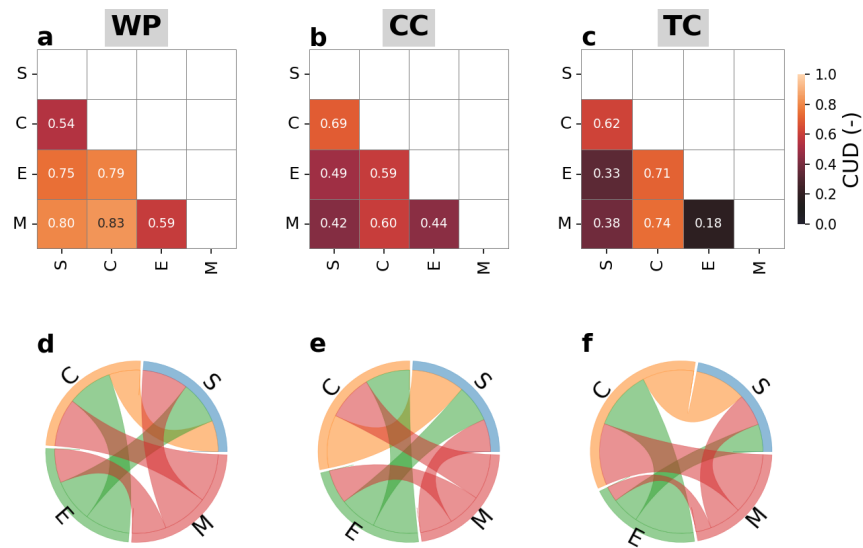 WP CC TC
a b c
S S S
C 0.54 C 0.69 C 0.62
E 0.75 0.79 E 0.49 0.59 E 0.33 0.71
M 0.80 0.83 0.59 M 0.42 0.60 0.44 M 0.38 0.74 0.18
S C E M S C E M S C E M
1.0
0.8
0.6
0.4
0.2
0.0
CUD (-)
d e f
C S C S C S
E M E M E M